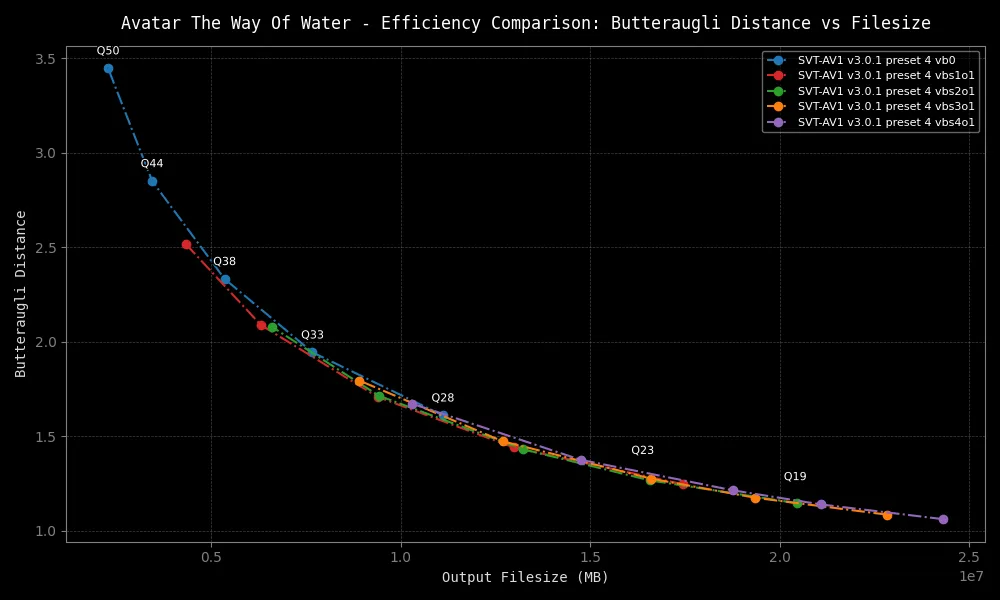 Avatar The Way Of Water - Efficiency Comparison: Butteraugli Distance vs Filesize
SVT-AV1 v3.0.1 preset 4 vb0
SVT-AV1 v3.0.1 preset 4 vbs1o1
SVT-AV1 v3.0.1 preset 4 vbs2o1
SVT-AV1 v3.0.1 preset 4 vbs3o1
SVT-AV1 v3.0.1 preset 4 vbs4o1
Q50
Q44
Q38
Q33
Q28
Q23
Q19
Butteraugli Distance
3.5
3.0
2.5
2.0
1.5
1.0
0.5
1.0
1.5
2.0
2.5
1e7
Output Filesize (MB)